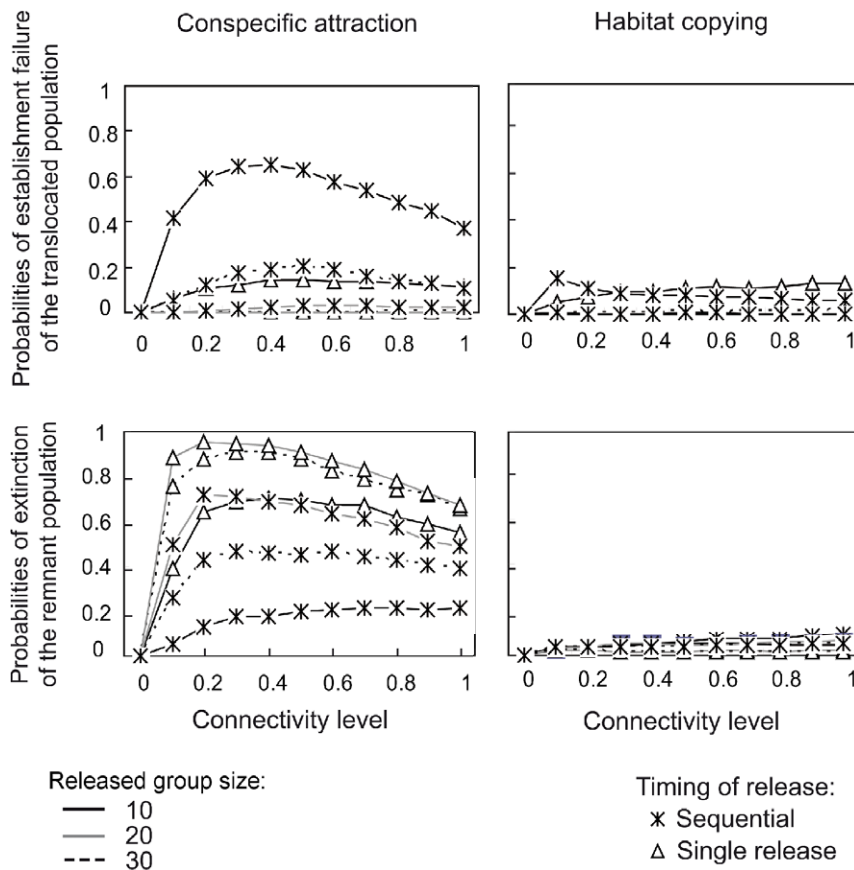 Conspecific attraction
Habitat copying
Probabilities of establishment failure
of the translocated population
1
0.8
0.6
0.4
0.2
0
0 0.2 0.4 0.6 0.8 1
0 0.2 0.4 0.6 0.8 1
Probabilities of extinction
of the remnant population
1
0.8
0.6
0.4
0.2
0
0 0.2 0.4 0.6 0.8 1
0 0.2 0.4 0.6 0.8 1
Connectivity level
Connectivity level
Released group size:
10
20
30
Timing of release:
Sequential
Single release